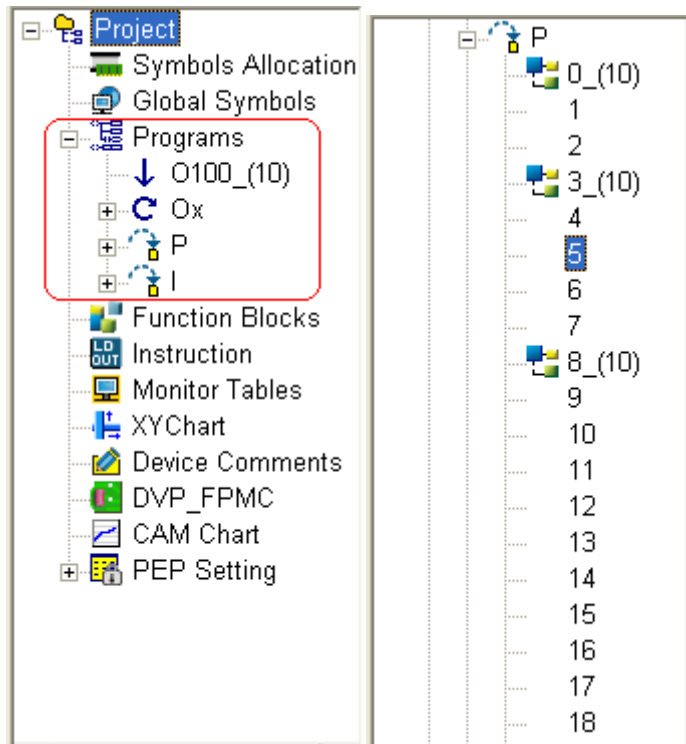 Project
Symbols Allocation
Global Symbols
Programs
O100_(10)
Ox
P
I
Function Blocks
LD OUT
Instruction
Monitor Tables
XYChart
Device Comments
DVP_FPMC
CAM Chart
PEP Setting
P
0_(10)
1
2
3_(10)
4
5
6
7
8_(10)
9
10
11
12
13
14
15
16
17
18